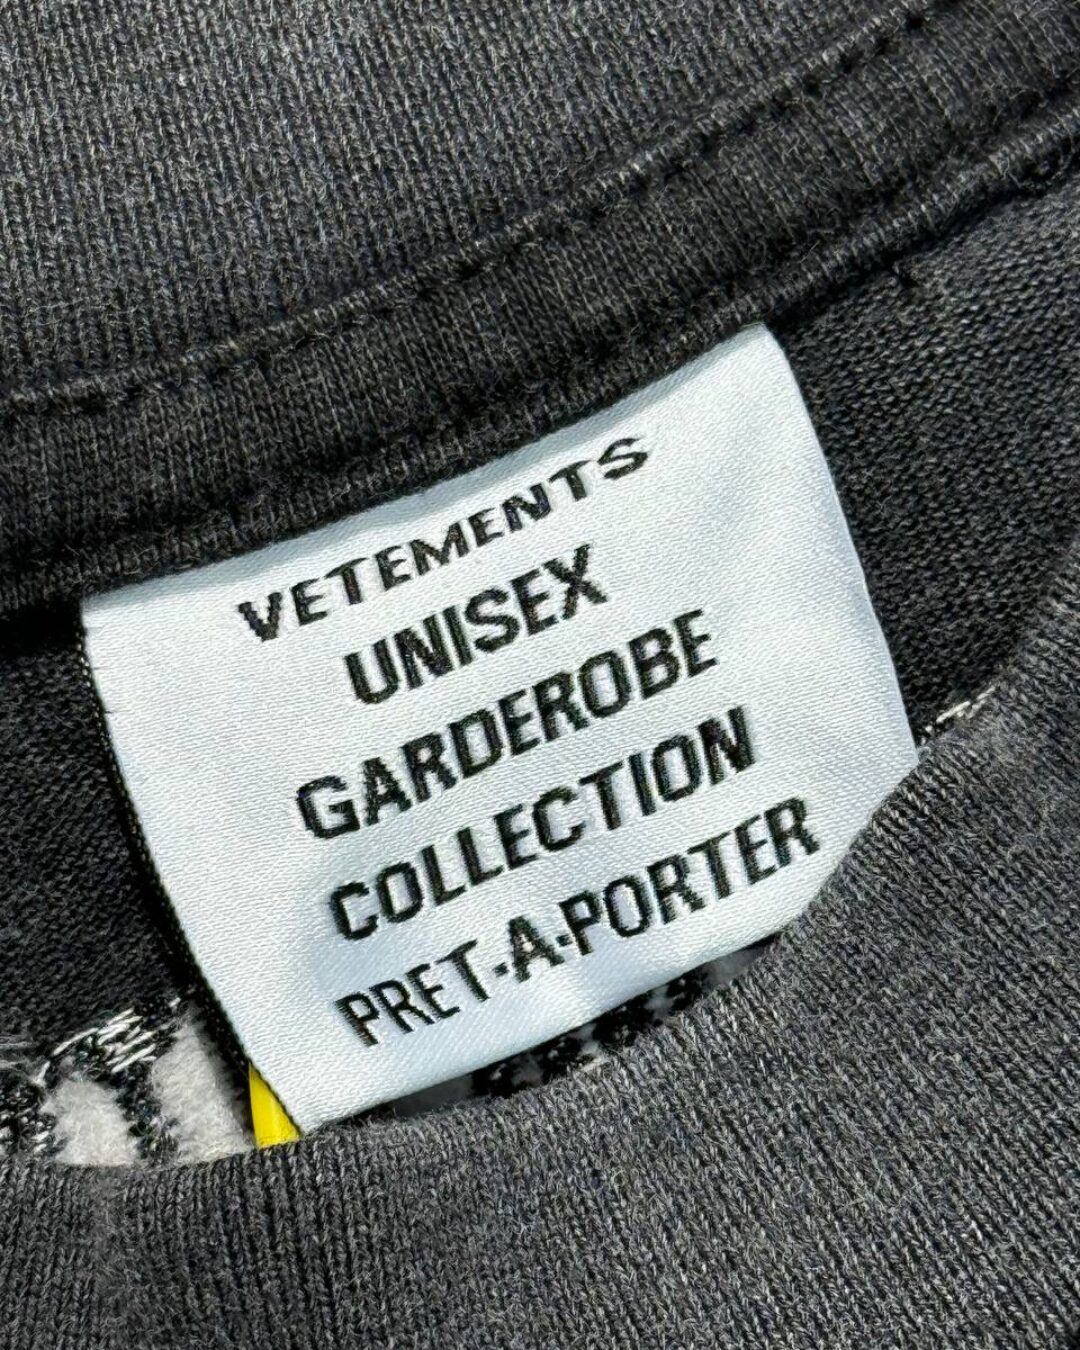 VETEMENTS
UNISEX
GARDEROBE
COLLECTION
PRET-A-PORTER